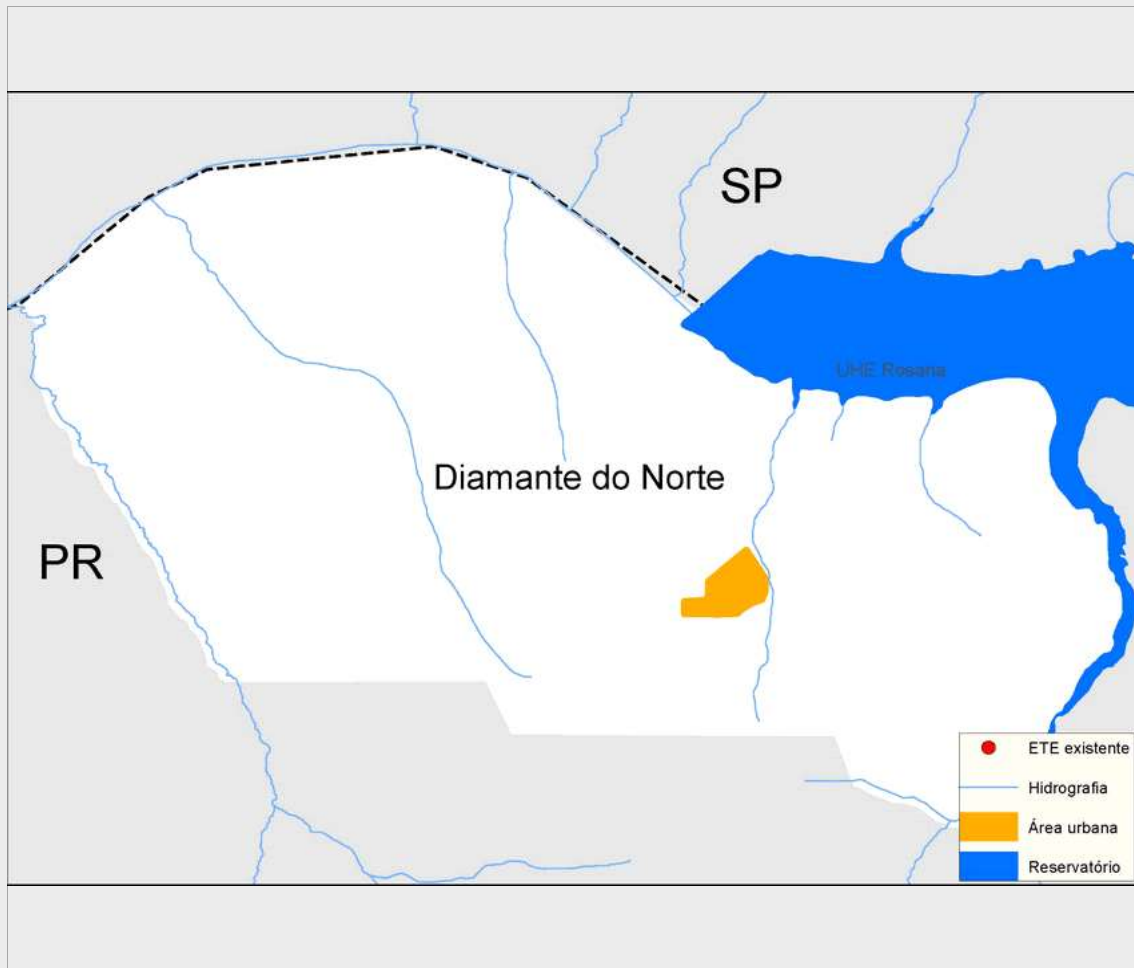 SP
UHE Rosana
Diamante do Norte
PR
ETE existente
Hidrografia
Área urbana
Reservatório